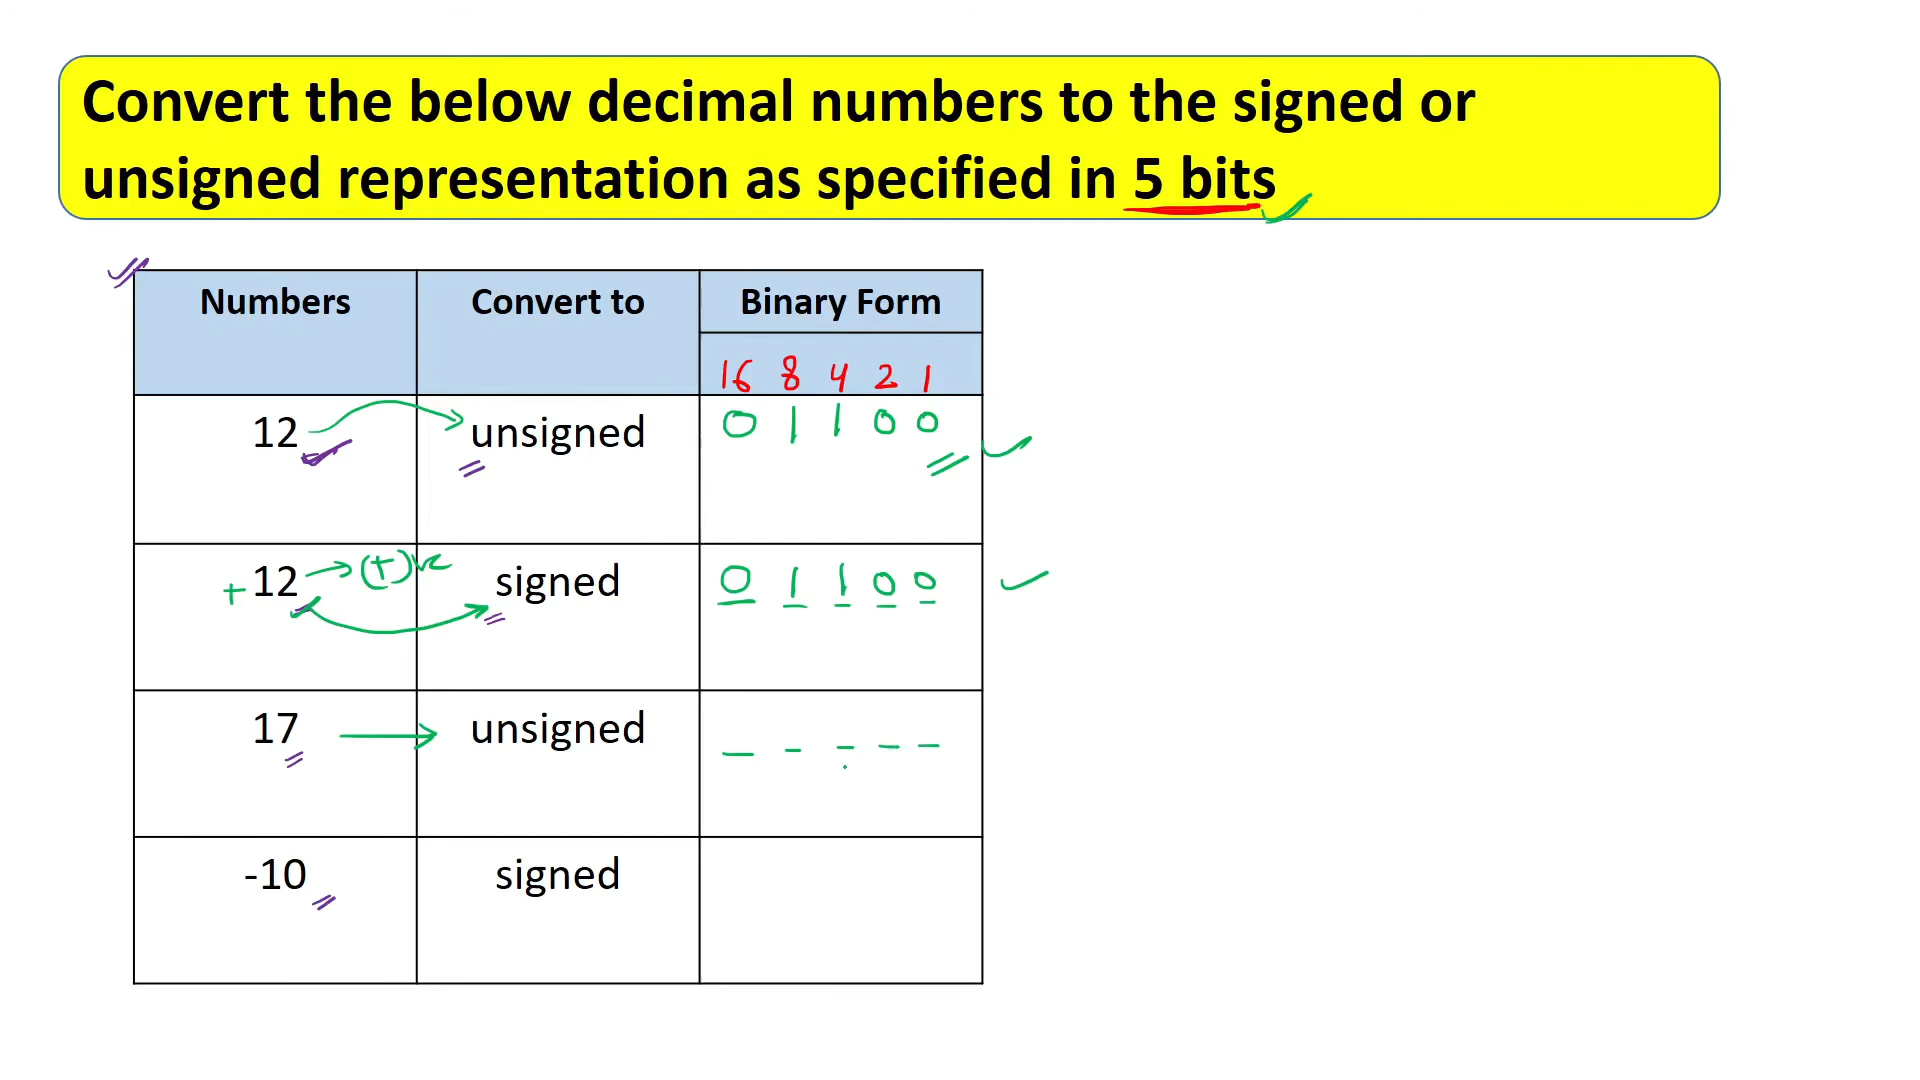 Convert the below decimal numbers to the signed or
unsigned representation as specified in 5 bits
Numbers Convert to Binary Form
16 8 4 2 1
12 unsigned 0 1 1 0 0
+12 (+)ve signed 0 1 1 0 0
17 unsigned
-10 signed